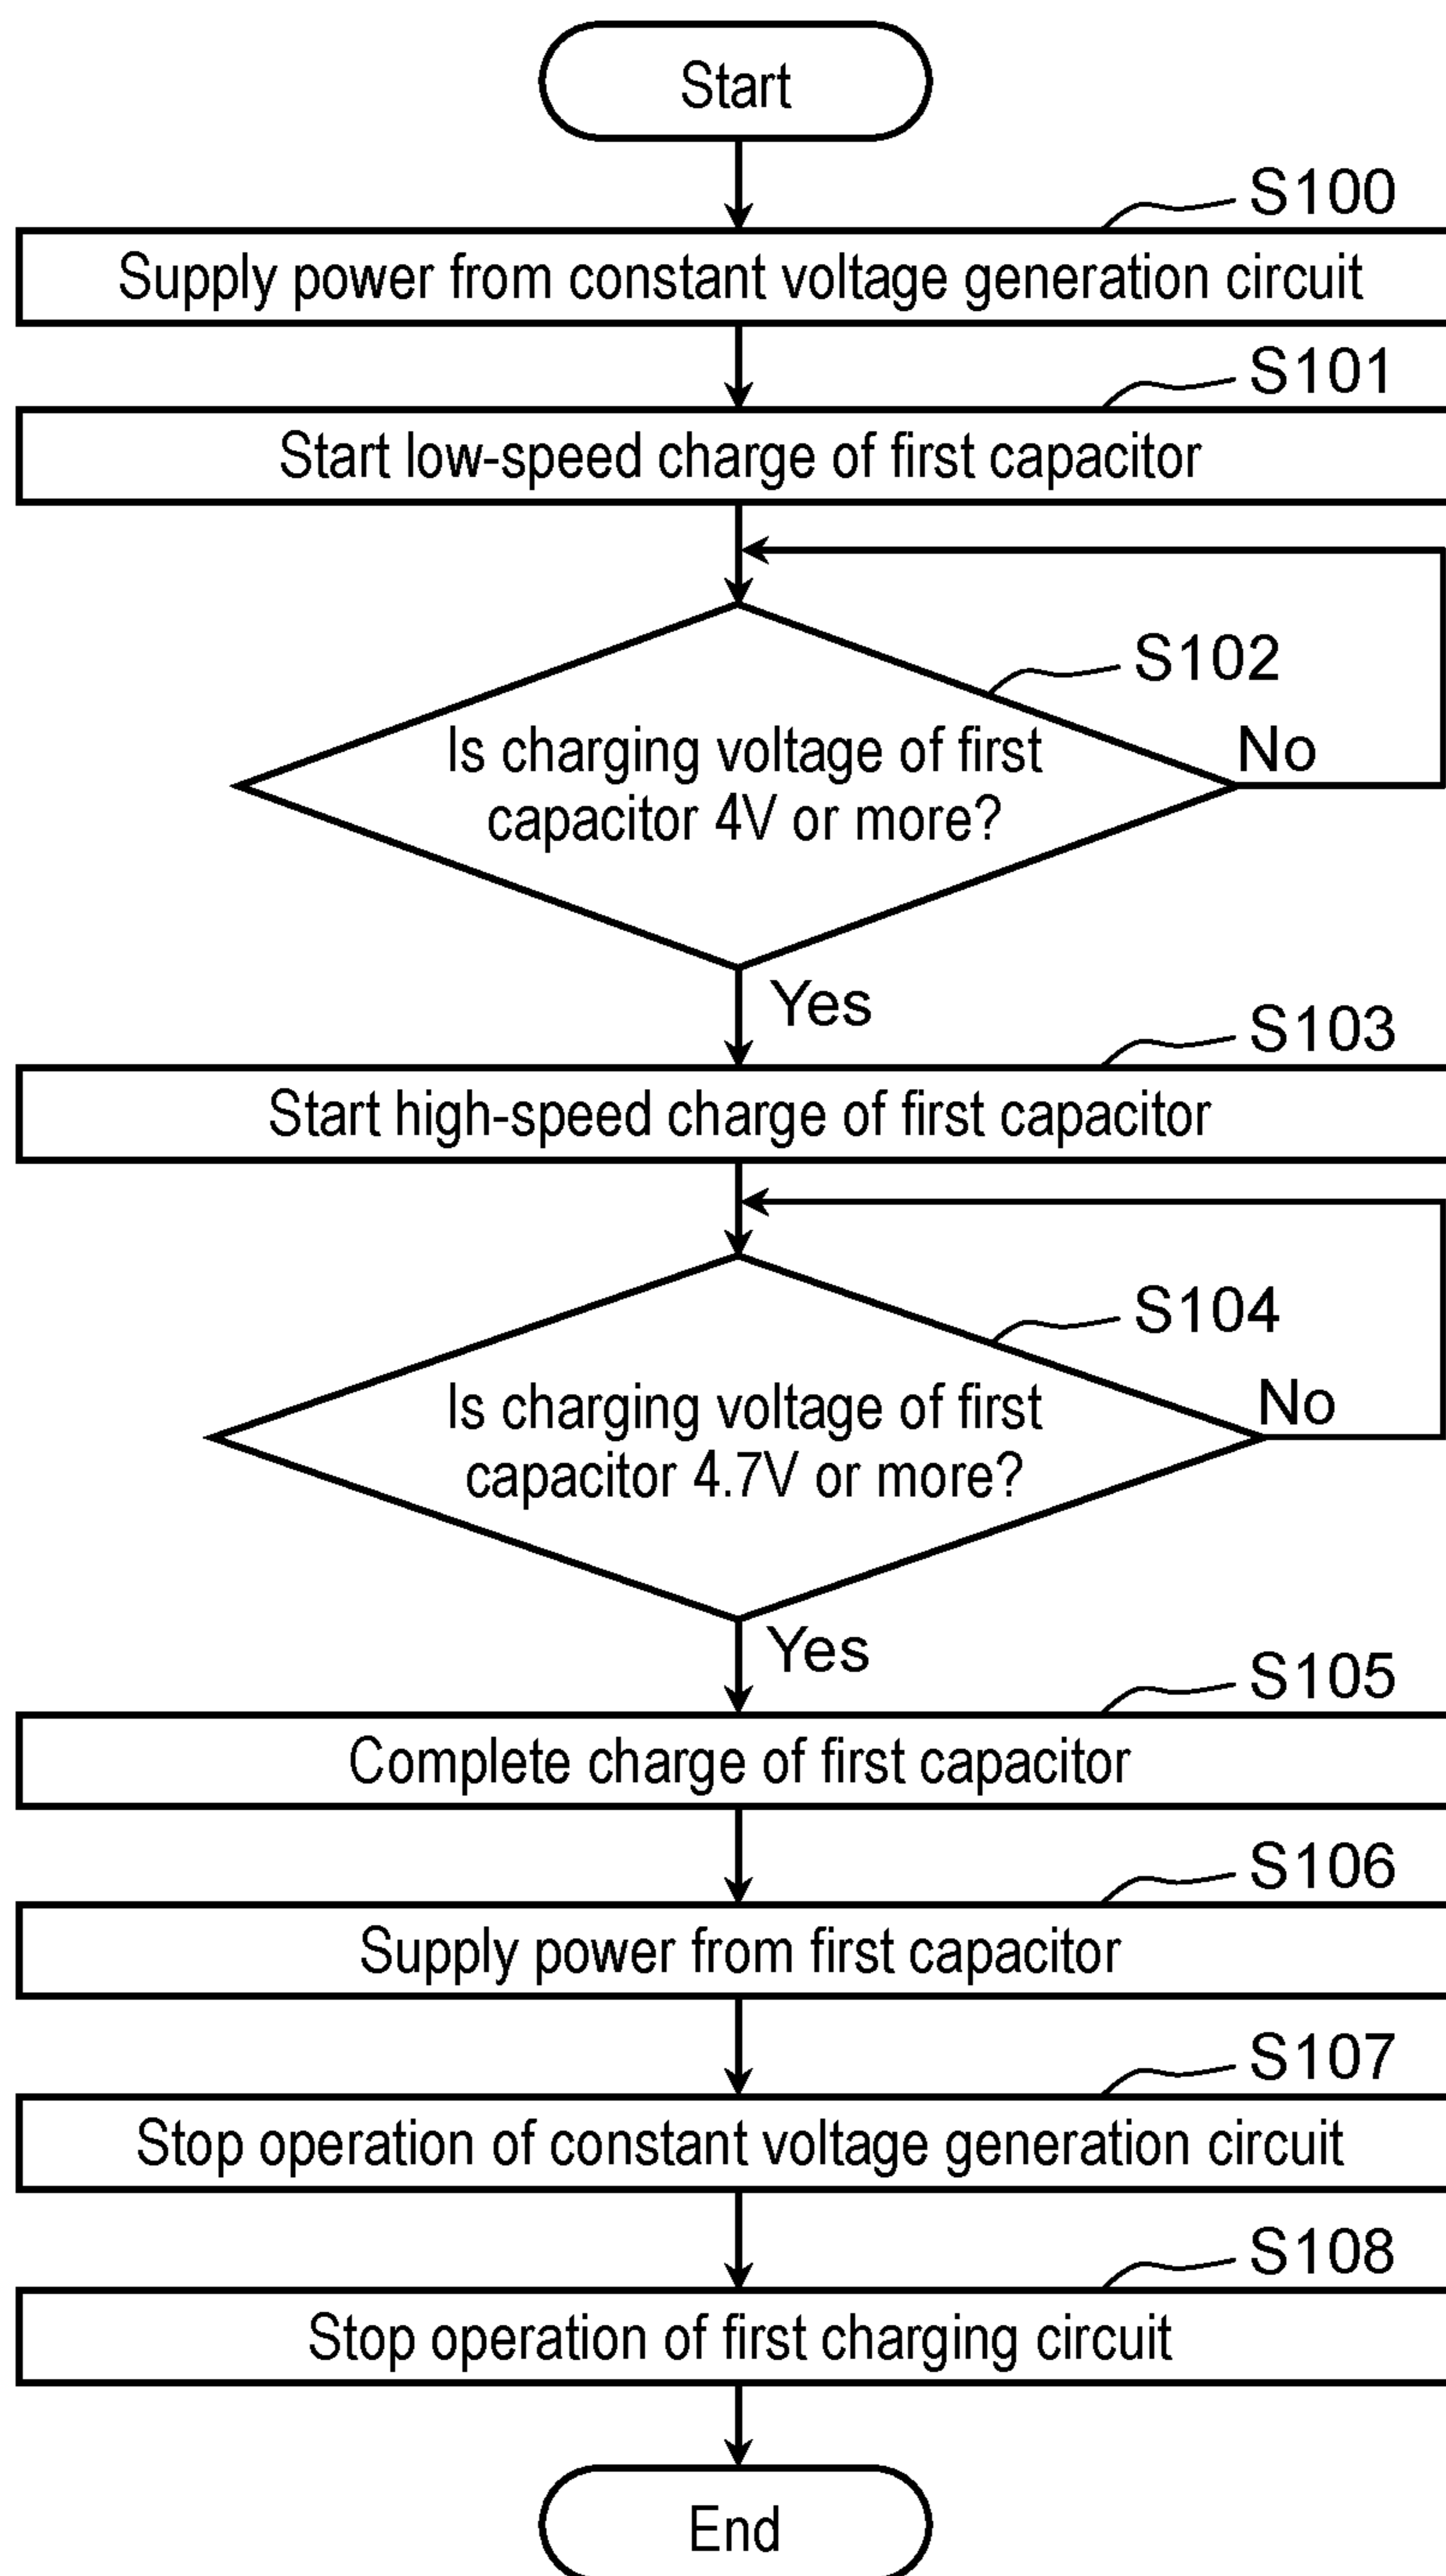 Start
S100
Supply power from constant voltage generation circuit
S101
Start low-speed charge of first capacitor
S102
Is charging voltage of first
capacitor 4V or more?
No
Yes
S103
Start high-speed charge of first capacitor
S104
Is charging voltage of first
capacitor 4.7V or more?
No
Yes
S105
Complete charge of first capacitor
S106
Supply power from first capacitor
S107
Stop operation of constant voltage generation circuit
S108
Stop operation of first charging circuit
End